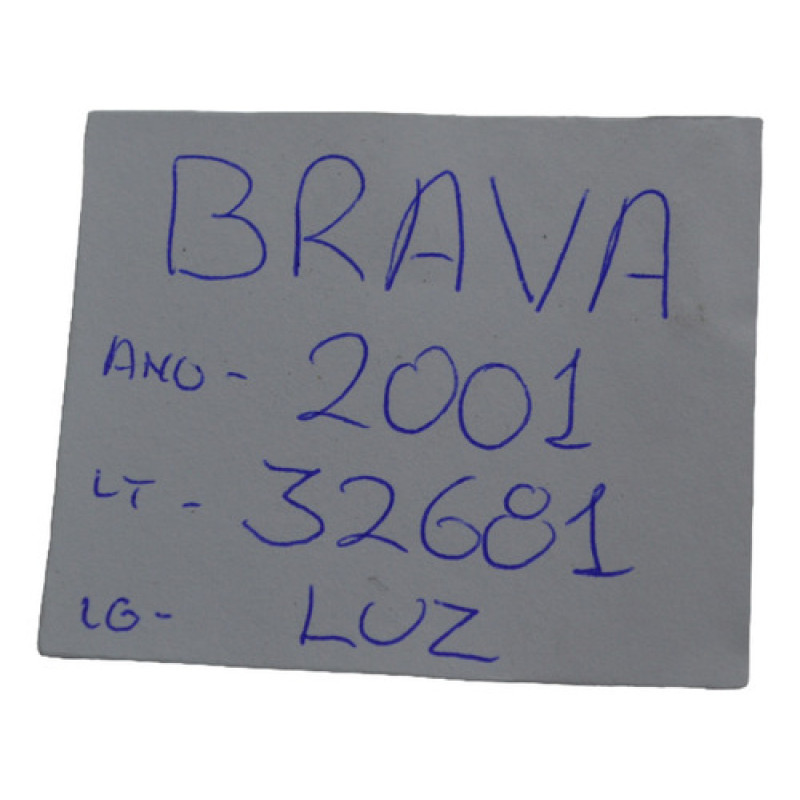 BRAVA
ANO - 2001
LT - 32681
LG - LUZ